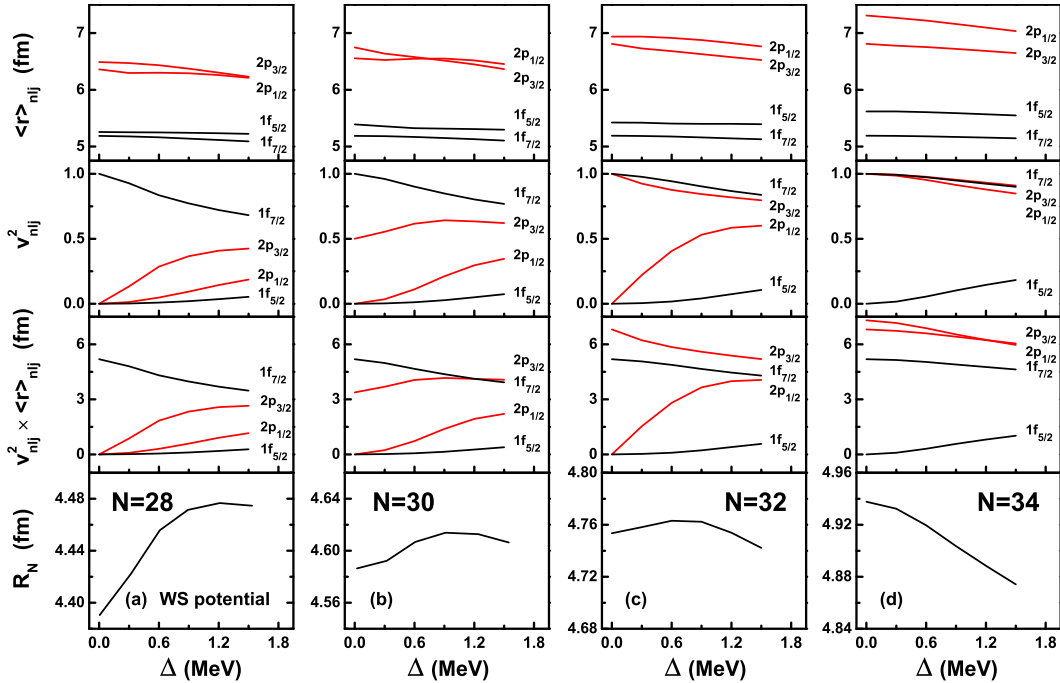 <r>nlj (fm)
7
6
5
2p3/2
2p1/2
1f5/2
1f7/2
2p1/2
2p3/2
1f5/2
1f7/2
2p1/2
2p3/2
1f5/2
1f7/2
2p1/2
2p3/2
1f5/2
1f7/2
v²nlj
1.0
0.5
0.0
1f7/2
2p3/2
2p1/2
1f5/2
1f7/2
2p3/2
2p1/2
1f5/2
1f7/2
2p3/2
2p1/2
1f5/2
1f7/2
2p3/2
2p1/2
1f5/2
v²nlj × <r>nlj (fm)
6
3
0
1f7/2
2p3/2
2p1/2
1f5/2
2p3/2
1f7/2
2p1/2
1f5/2
2p3/2
1f7/2
2p1/2
1f5/2
2p3/2
2p1/2
1f7/2
1f5/2
RN (fm)
4.48
4.44
4.40
N=28
(a) WS potential
4.64
4.60
4.56
N=30
(b)
4.80
4.76
4.72
4.68
N=32
(c)
4.96
4.92
4.88
4.84
N=34
(d)
0.0 0.6 1.2 1.8
0.0 0.6 1.2 1.8
0.0 0.6 1.2 1.8
0.0 0.6 1.2 1.8
Δ (MeV)
Δ (MeV)
Δ (MeV)
Δ (MeV)